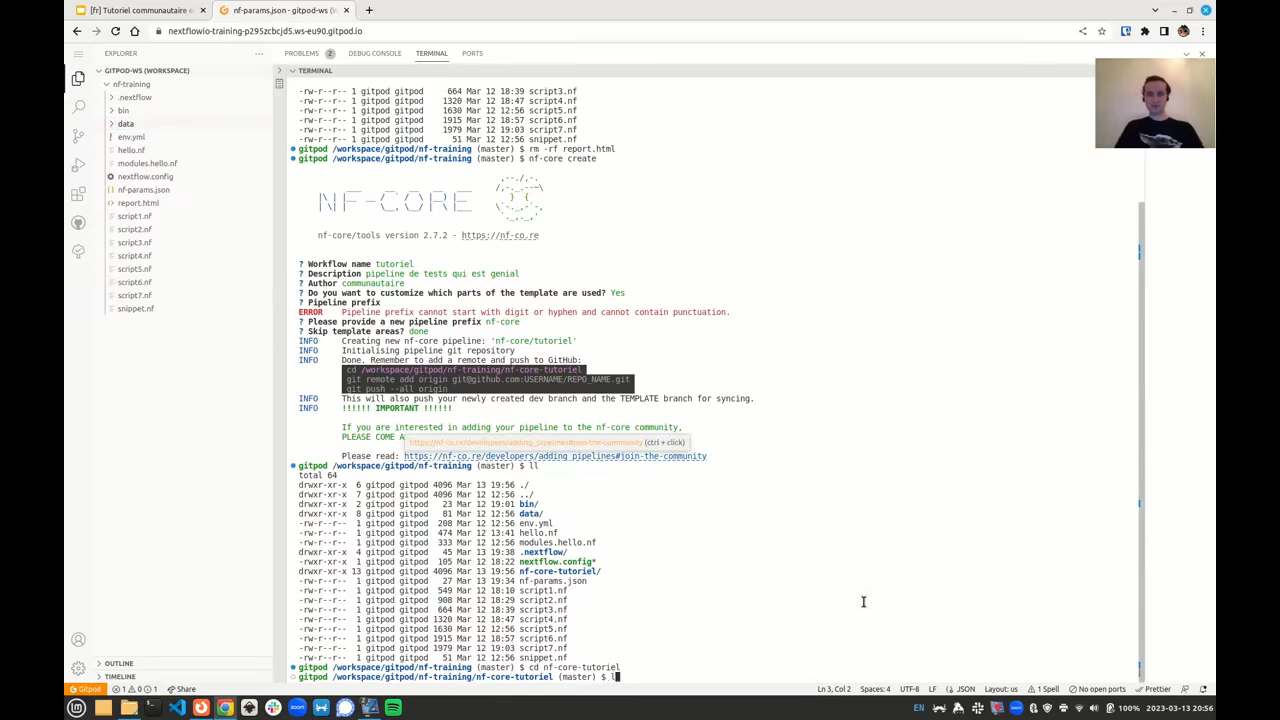 [fr] Tutoriel communautaire e
nf-params.json - gitpod-ws (
nextflowio-training-p295zcbcjd5.ws-eu90.gitpod.io
EXPLORER
PROBLEMS 2 DEBUG CONSOLE TERMINAL PORTS
GITPOD-WS (WORKSPACE)
nf-training
.nextflow
bin
data
env.yml
hello.nf
modules.hello.nf
nextflow.config
nf-params.json
report.html
script1.nf
script2.nf
script3.nf
script4.nf
script5.nf
script6.nf
script7.nf
snippet.nf
OUTLINE
TIMELINE
TERMINAL
-rw-r--r-- 1 gitpod gitpod 664 Mar 12 18:39 script3.nf
-rw-r--r-- 1 gitpod gitpod 1320 Mar 12 18:47 script4.nf
-rw-r--r-- 1 gitpod gitpod 1630 Mar 12 12:56 script5.nf
-rw-r--r-- 1 gitpod gitpod 1915 Mar 12 18:57 script6.nf
-rw-r--r-- 1 gitpod gitpod 1979 Mar 12 19:03 script7.nf
-rw-r--r-- 1 gitpod gitpod 51 Mar 12 12:56 snippet.nf
gitpod /workspace/gitpod/nf-training (master) $ rm -rf report.html
gitpod /workspace/gitpod/nf-training (master) $ nf-core create
nf-core/tools version 2.7.2 - https://nf-co.re
? Workflow name tutoriel
? Description pipeline de tests qui est genial
? Author communautaire
? Do you want to customize which parts of the template are used? Yes
? Pipeline prefix
ERROR Pipeline prefix cannot start with digit or hyphen and cannot contain punctuation.
? Please provide a new pipeline prefix nf-core
? Skip template areas? done
INFO Creating new nf-core pipeline: 'nf-core/tutoriel'
INFO Initialising pipeline git repository
INFO Done. Remember to add a remote and push to GitHub:
cd /workspace/gitpod/nf-training/nf-core-tutoriel
git remote add origin git@github.com:USERNAME/REPO_NAME.git
git push --all origin
INFO This will also push your newly created dev branch and the TEMPLATE branch for syncing.
INFO !!!!!! IMPORTANT !!!!!!
If you are interested in adding your pipeline to the nf-core community,
PLEASE COME A
https://nf-co.re/developers/adding_pipelines#join-the-community (ctrl + click)
Please read: https://nf-co.re/developers/adding_pipelines#join-the-community
gitpod /workspace/gitpod/nf-training (master) $ ll
total 64
drwxr-xr-x 6 gitpod gitpod 4096 Mar 13 19:56 ./
drwxr-xr-x 7 gitpod gitpod 4096 Mar 12 12:56 ../
drwxr-xr-x 2 gitpod gitpod 23 Mar 12 19:01 bin/
drwxr-xr-x 8 gitpod gitpod 81 Mar 12 12:56 data/
-rw-r--r-- 1 gitpod gitpod 208 Mar 12 12:56 env.yml
-rw-r--r-- 1 gitpod gitpod 474 Mar 12 13:41 hello.nf
-rw-r--r-- 1 gitpod gitpod 333 Mar 12 12:56 modules.hello.nf
drwxr-xr-x 4 gitpod gitpod 45 Mar 13 19:38 .nextflow/
-rwxr-xr-x 1 gitpod gitpod 105 Mar 12 18:22 nextflow.config*
drwxr-xr-x 13 gitpod gitpod 4096 Mar 13 19:56 nf-core-tutoriel/
-rw-r--r-- 1 gitpod gitpod 27 Mar 13 19:34 nf-params.json
-rw-r--r-- 1 gitpod gitpod 549 Mar 12 18:10 script1.nf
-rw-r--r-- 1 gitpod gitpod 908 Mar 12 18:29 script2.nf
-rw-r--r-- 1 gitpod gitpod 664 Mar 12 18:39 script3.nf
-rw-r--r-- 1 gitpod gitpod 1320 Mar 12 18:47 script4.nf
-rw-r--r-- 1 gitpod gitpod 1630 Mar 12 12:56 script5.nf
-rw-r--r-- 1 gitpod gitpod 1915 Mar 12 18:57 script6.nf
-rw-r--r-- 1 gitpod gitpod 1979 Mar 12 19:03 script7.nf
-rw-r--r-- 1 gitpod gitpod 51 Mar 12 12:56 snippet.nf
gitpod /workspace/gitpod/nf-training (master) $ cd nf-core-tutoriel
gitpod /workspace/gitpod/nf-training/nf-core-tutoriel (master) $ l
Gitpod 1 0 1 Share Ln 3, Col 2 Spaces: 4 UTF-8 LF JSON Layout: us 1 Spell No open ports Prettier
zoom EN zoom 100% 2023-03-13 20:56